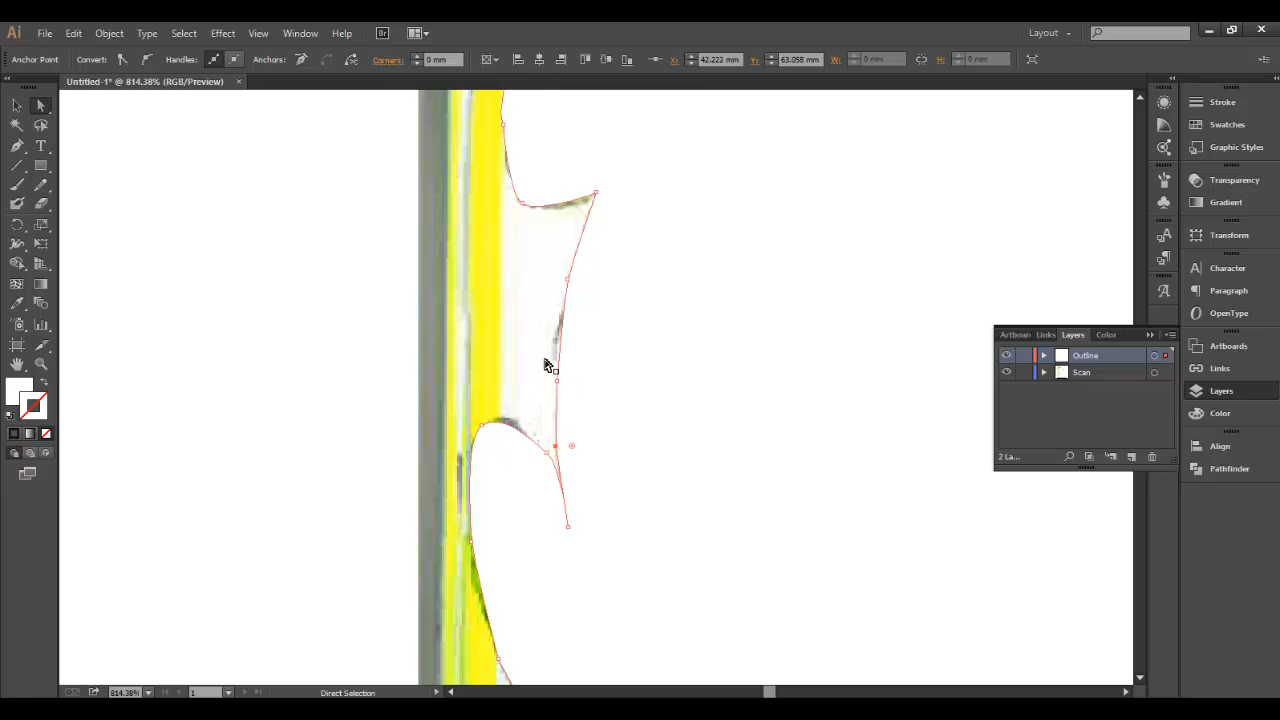 Ai File Edit Object Type Select Effect View Window Help Br Layout
Anchor Point Convert: Handles: Anchors: Corners: 0 mm X: 42.222 mm Y: 63.058 mm W: 0 mm H: 0 mm
Untitled-1* @ 814.38% (RGB/Preview) ×
Stroke
Swatches
Graphic Styles
Transparency
Gradient
Transform
Character
Paragraph
OpenType
Artboards
Links
Layers
Color
Align
Pathfinder
Artboan Links Layers Color
Outline
Scan
2 La...
814.38% 1 Direct Selection